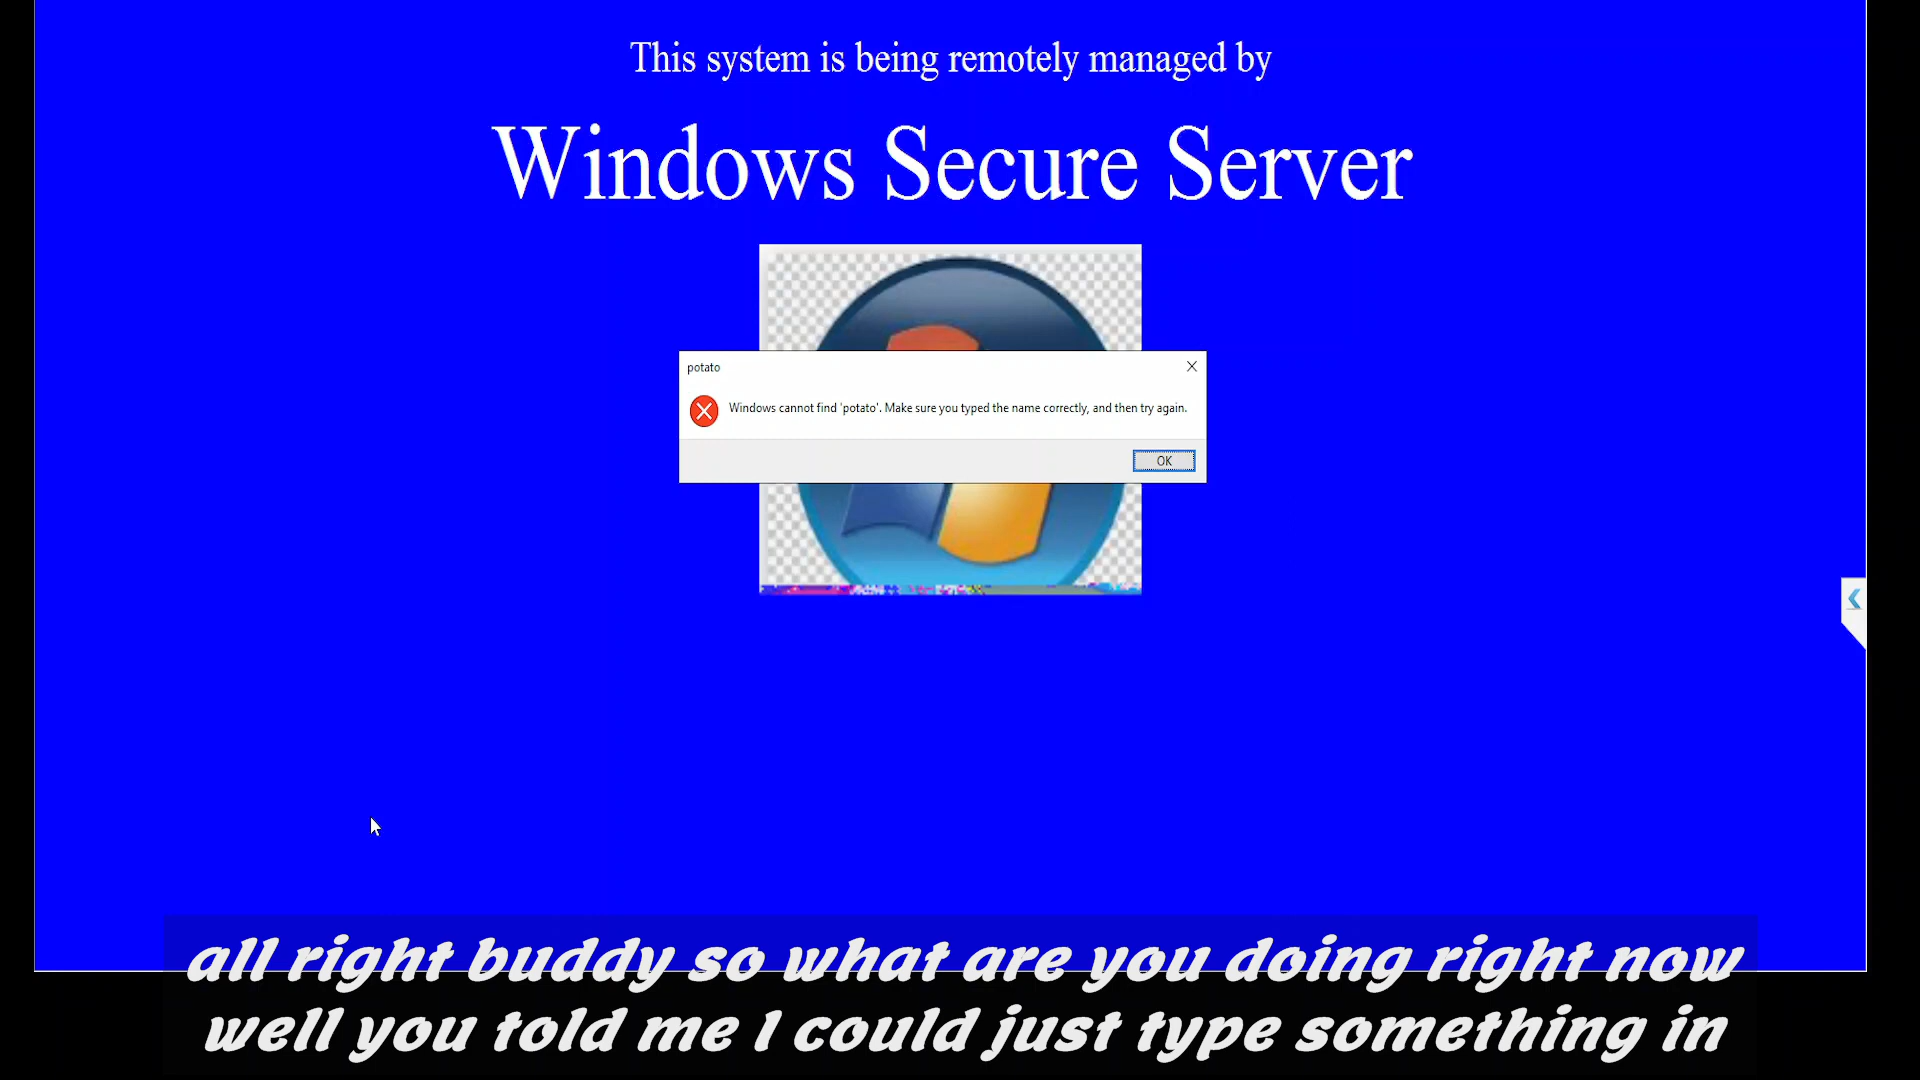 This system is being remotely managed by
Windows Secure Server
potato
Windows cannot find 'potato'. Make sure you typed the name correctly, and then try again.
OK
all right buddy so what are you doing right now
well you told me I could just type something in